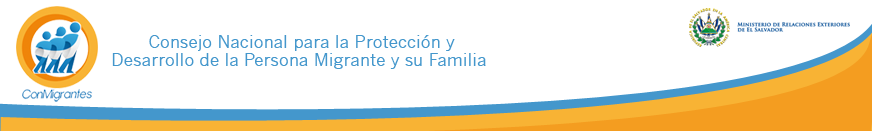 Consejo Nacional para la Protección y
Desarrollo de la Persona Migrante y su Familia
ConMigrantes
MINISTERIO DE RELACIONES EXTERIORES
DE EL SALVADOR